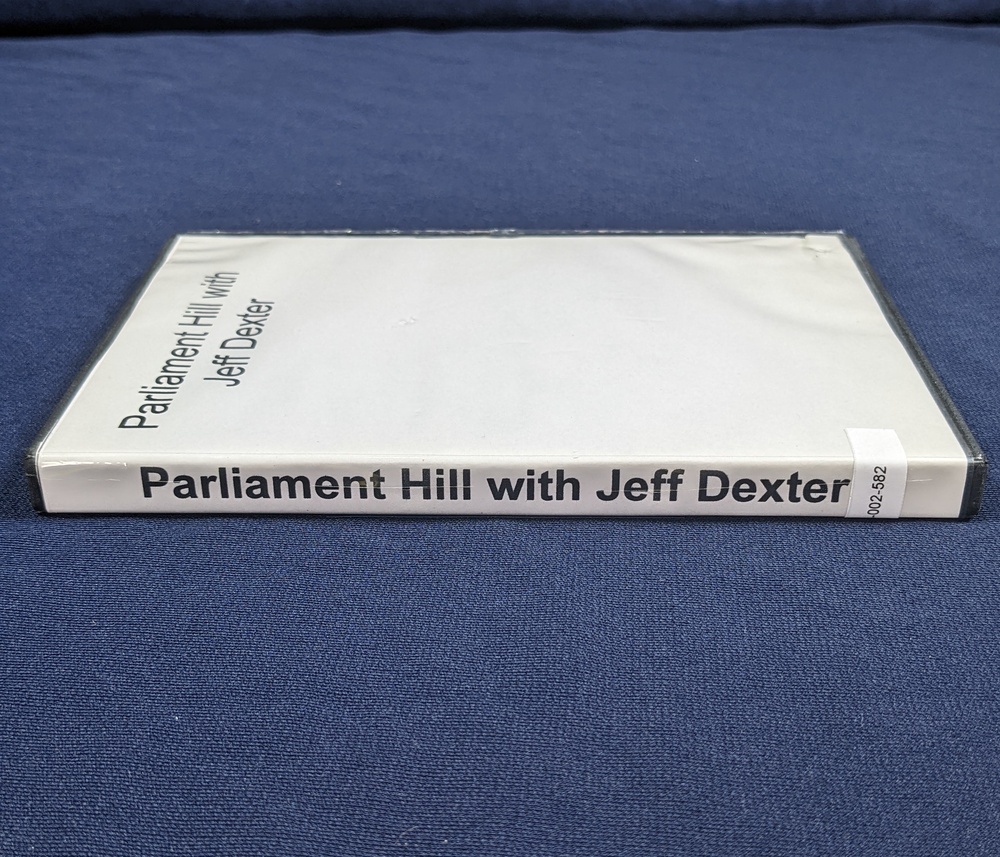 Parliament Hill with
Jeff Dexter
Parliament Hill with Jeff Dexter
-002-582